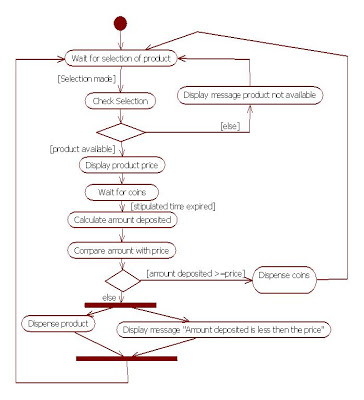 Wait for selection of product
[Selection made]
Check Selection
Display message product not available
[else]
[product available]
Display product price
Wait for coins
[stipulated time expired]
Calculate amount deposited
Compare amount with price
[amount deposited >=price]
Dispense coins
else
Dispense product
Display message "Amount deposited is less then the price"